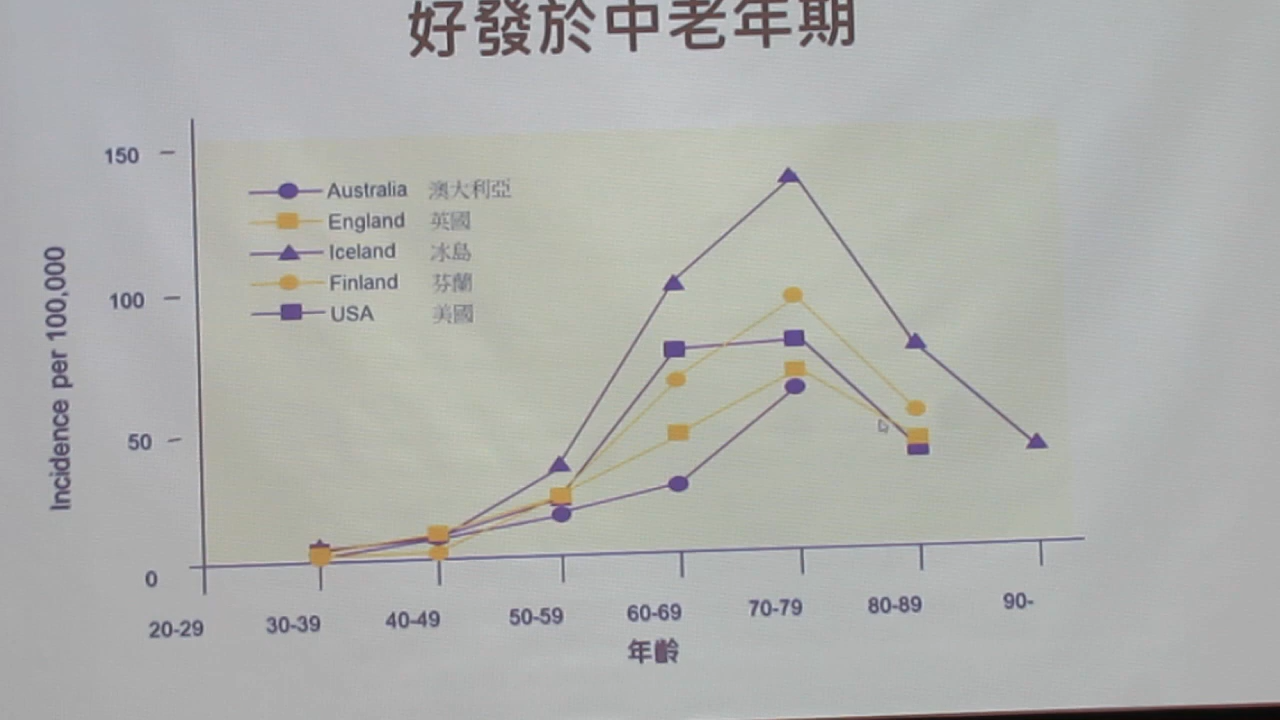 好發於中老年期
150
100
50
0
Incidence per 100,000
Australia 澳大利亞
England 英國
Iceland 冰島
Finland 芬蘭
USA 美國
20-29 30-39 40-49 50-59 60-69 70-79 80-89 90-
年齡